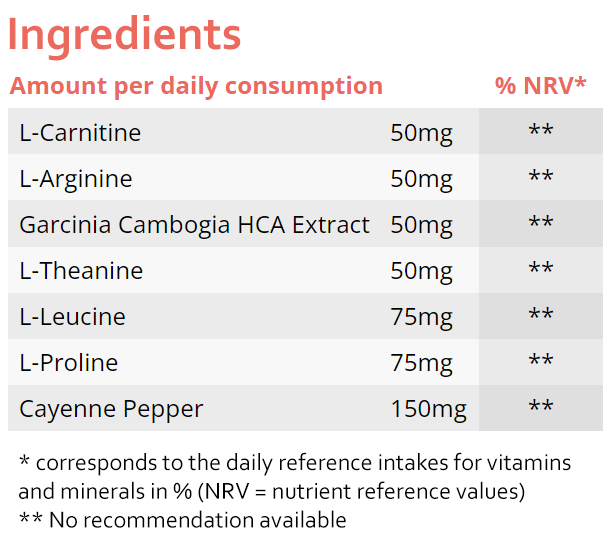 Ingredients
Amount per daily consumption % NRV*
L-Carnitine 50mg **
L-Arginine 50mg **
Garcinia Cambogia HCA Extract 50mg **
L-Theanine 50mg **
L-Leucine 75mg **
L-Proline 75mg **
Cayenne Pepper 150mg **
* corresponds to the daily reference intakes for vitamins
and minerals in % (NRV = nutrient reference values)
** No recommendation available